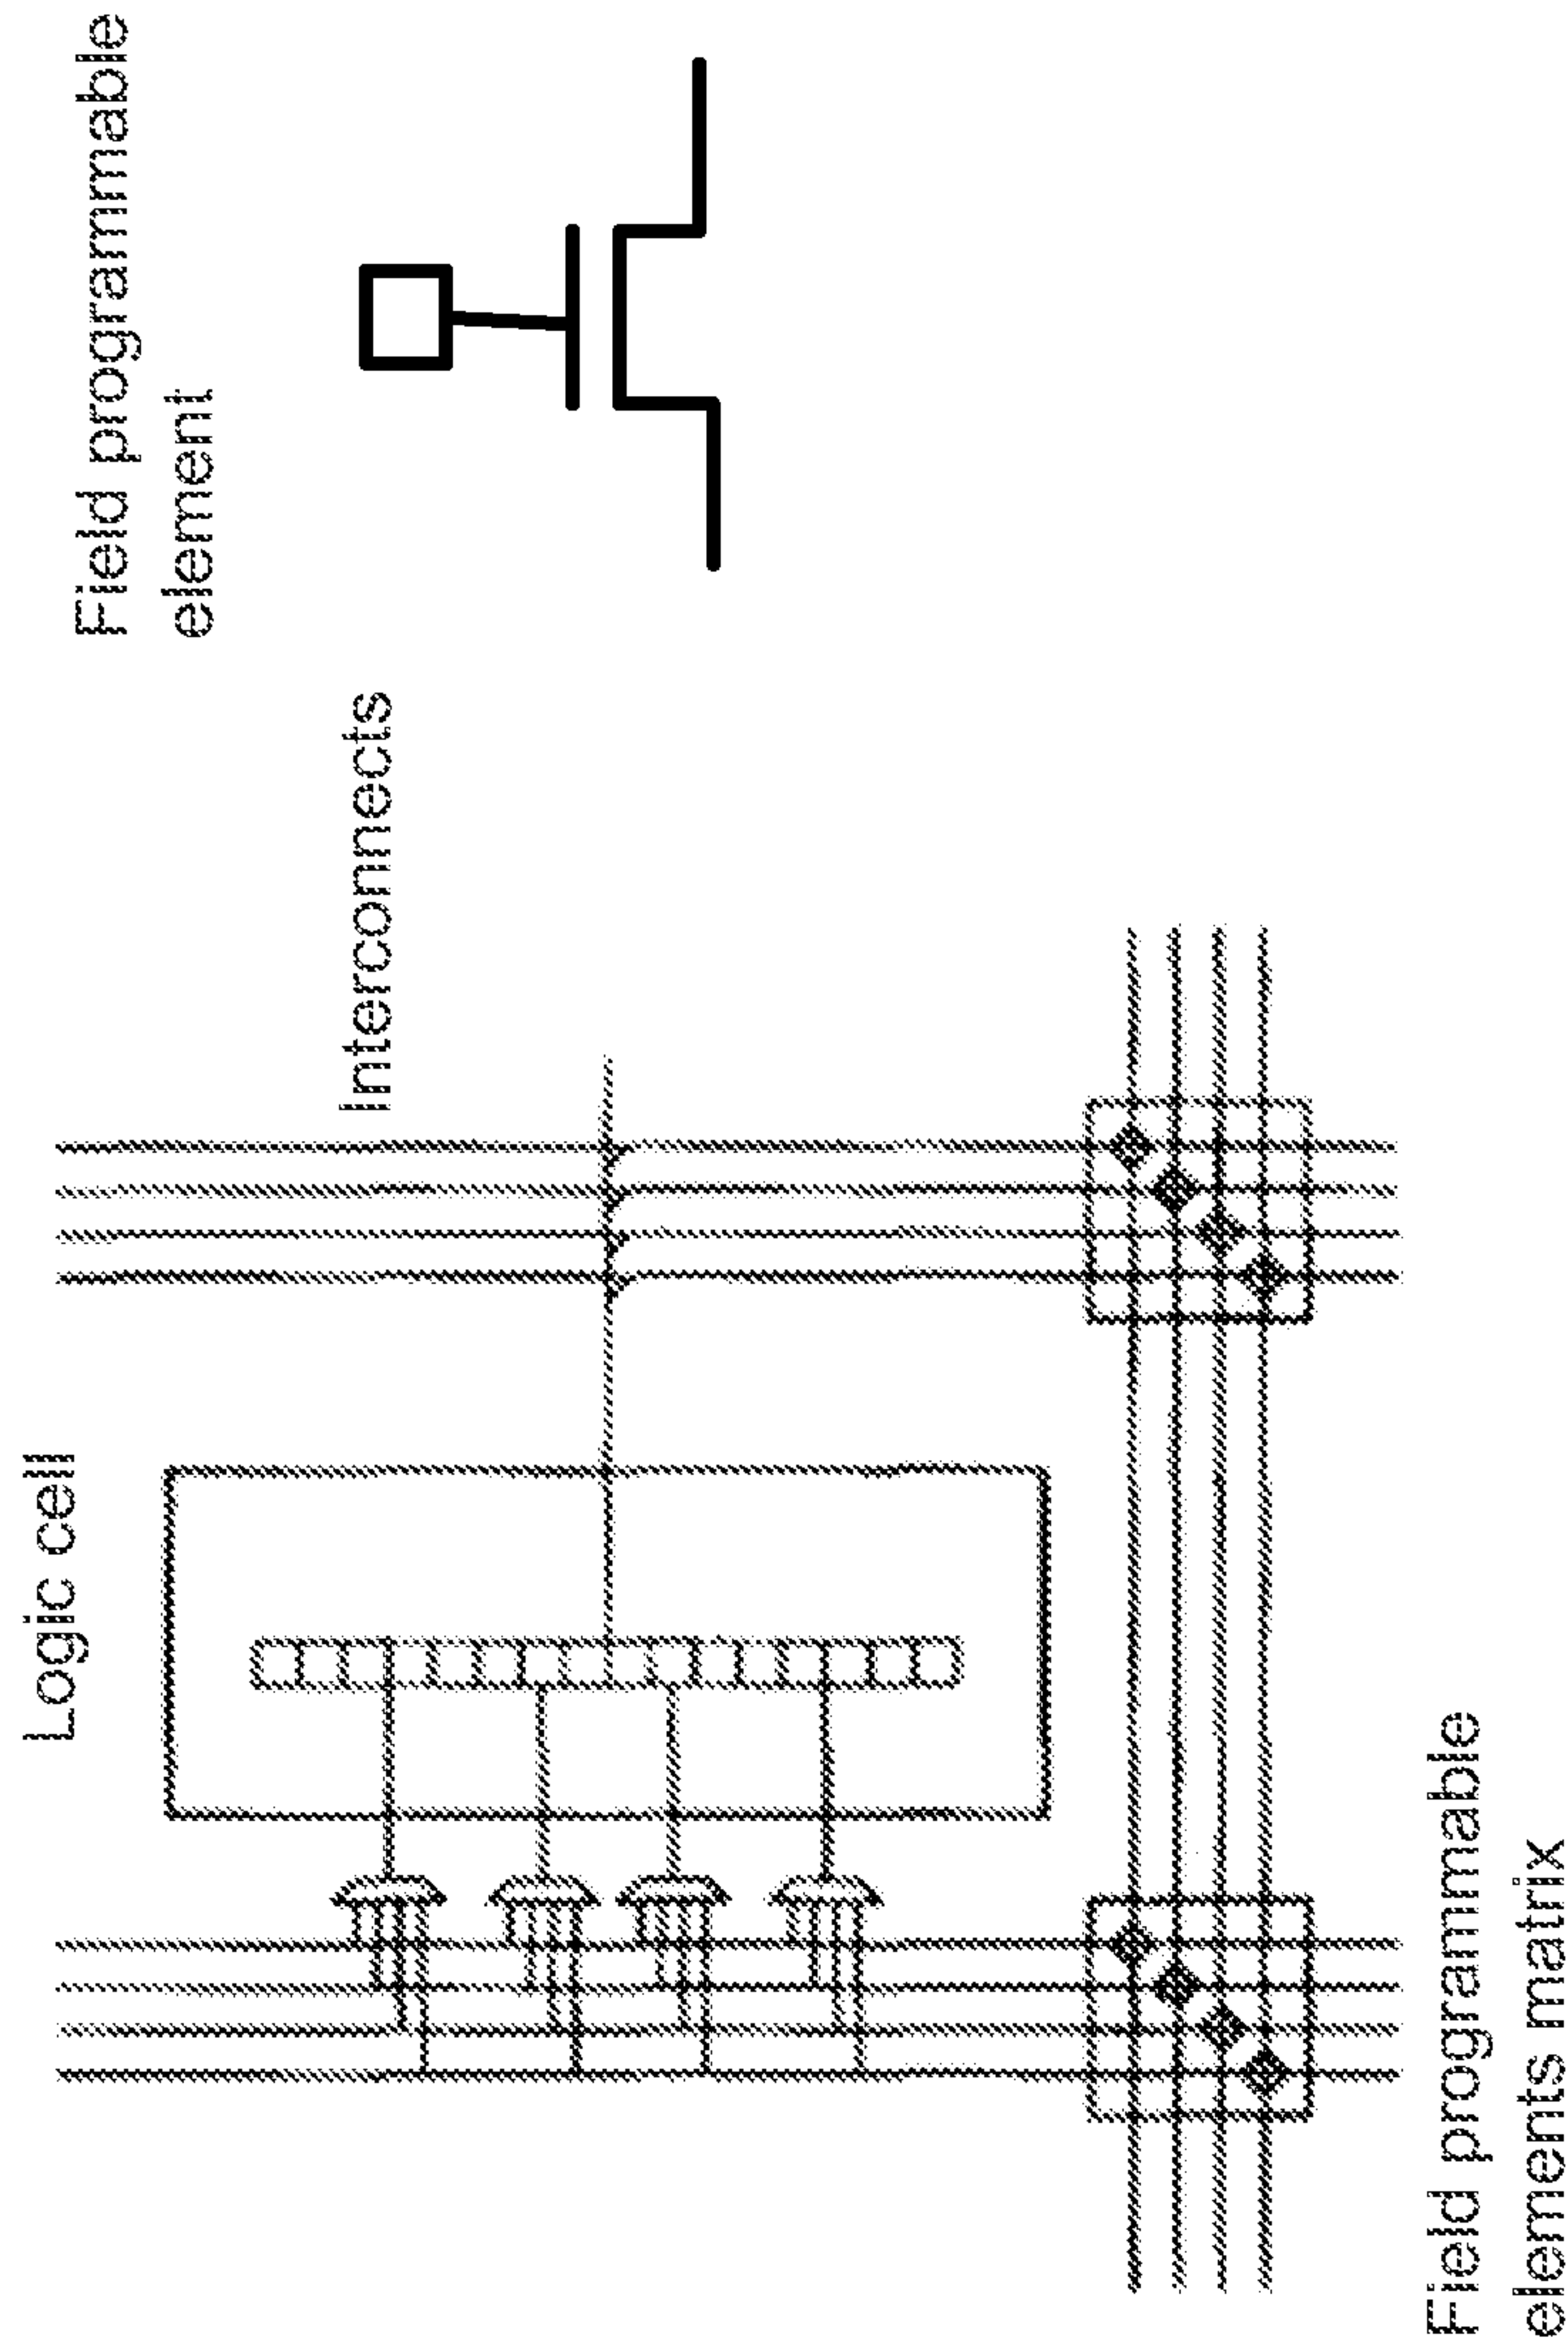 Logic cell
Interconnects
Field programmable
element
Field programmable
elements matrix